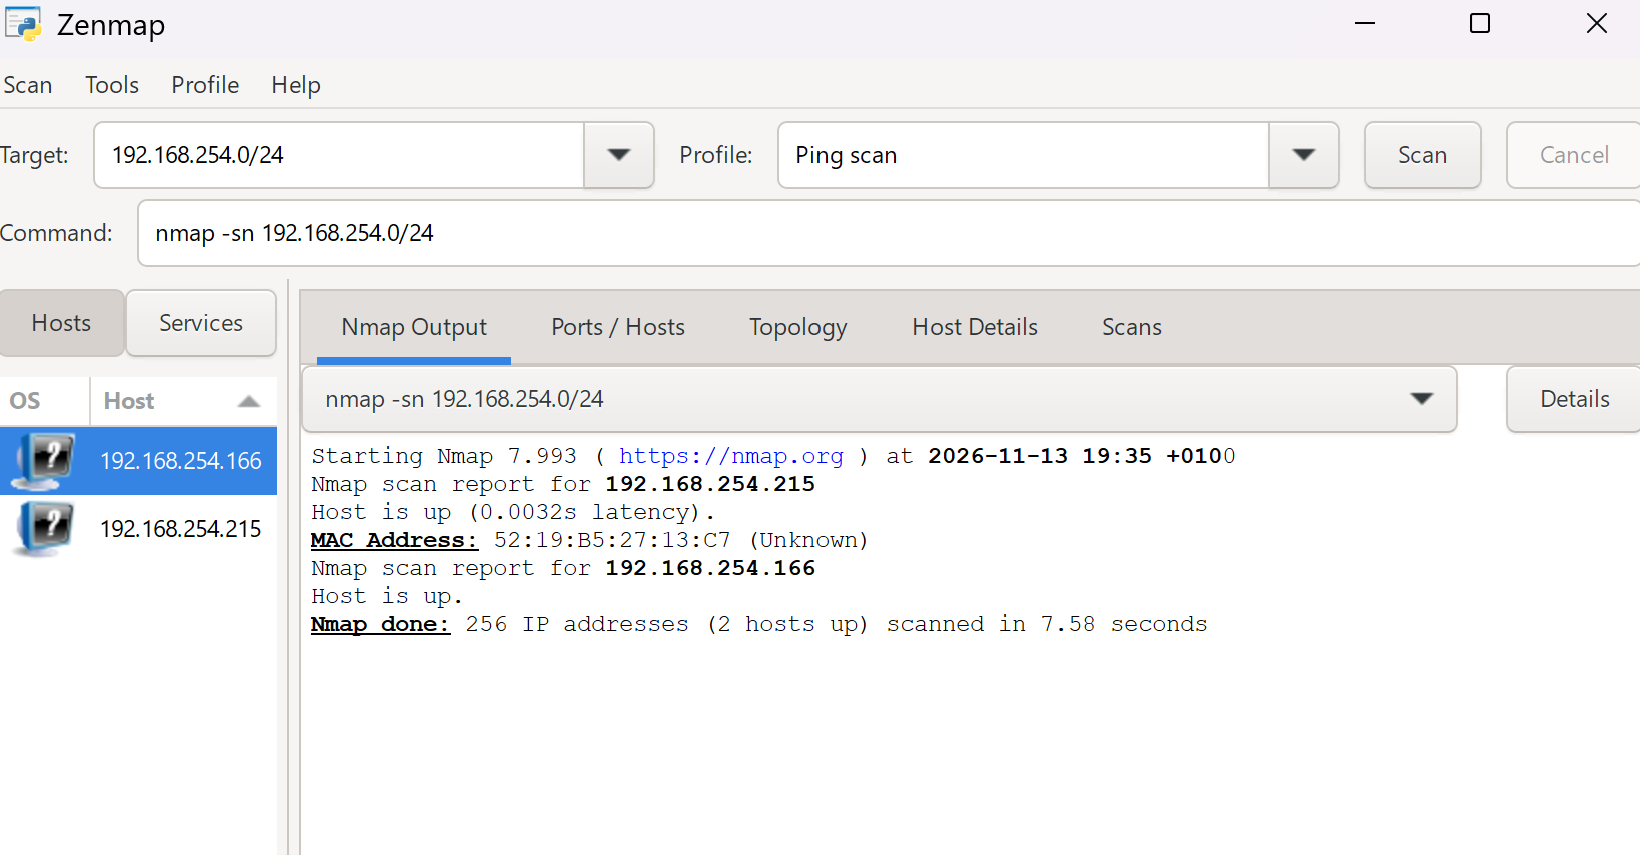 Zenmap
Scan Tools Profile Help
Target: 192.168.254.0/24 Profile: Ping scan Scan Cancel
Command: nmap -sn 192.168.254.0/24
Hosts Services
Nmap Output Ports / Hosts Topology Host Details Scans
OS Host
192.168.254.166
192.168.254.215
nmap -sn 192.168.254.0/24 Details
Starting Nmap 7.993 ( https://nmap.org ) at 2026-11-13 19:35 +0100
Nmap scan report for 192.168.254.215
Host is up (0.0032s latency).
MAC Address: 52:19:B5:27:13:C7 (Unknown)
Nmap scan report for 192.168.254.166
Host is up.
Nmap done: 256 IP addresses (2 hosts up) scanned in 7.58 seconds